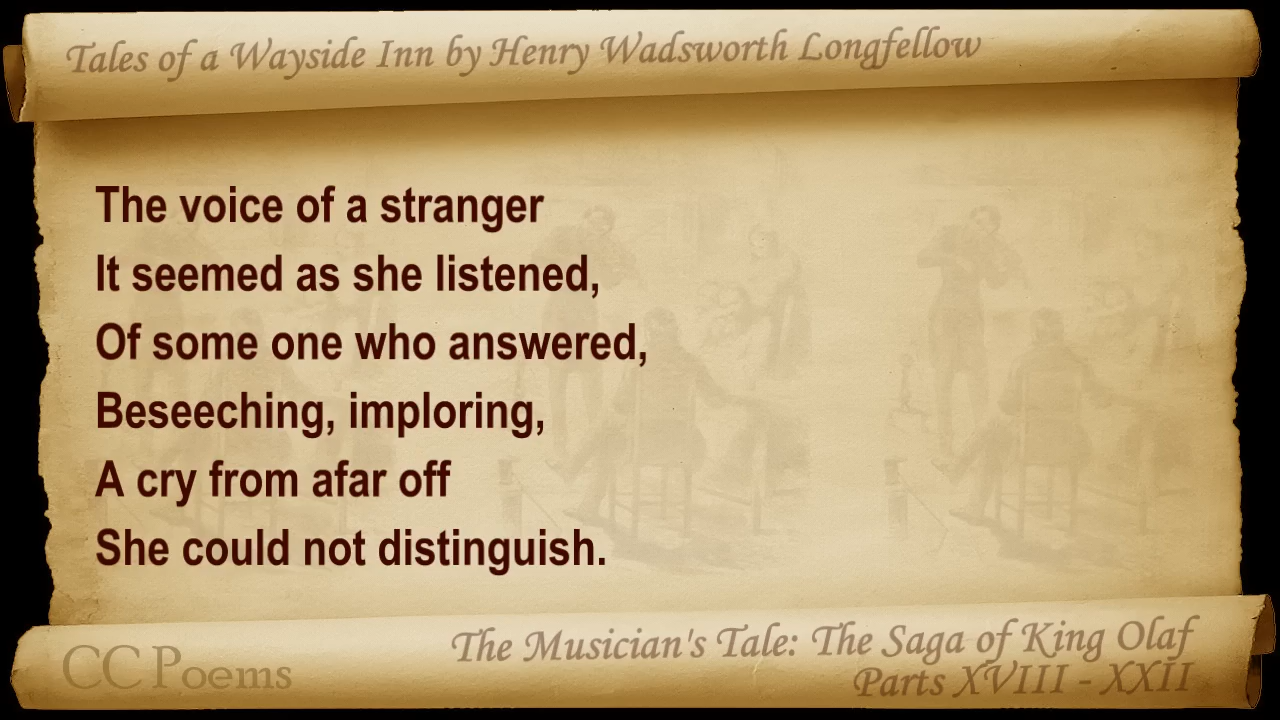 Tales of a Wayside Inn by Henry Wadsworth Longfellow
The voice of a stranger
It seemed as she listened,
Of some one who answered,
Beseeching, imploring,
A cry from afar off
She could not distinguish.
CC Poems
The Musician's Tale: The Saga of King Olaf
Parts XVIII - XXII